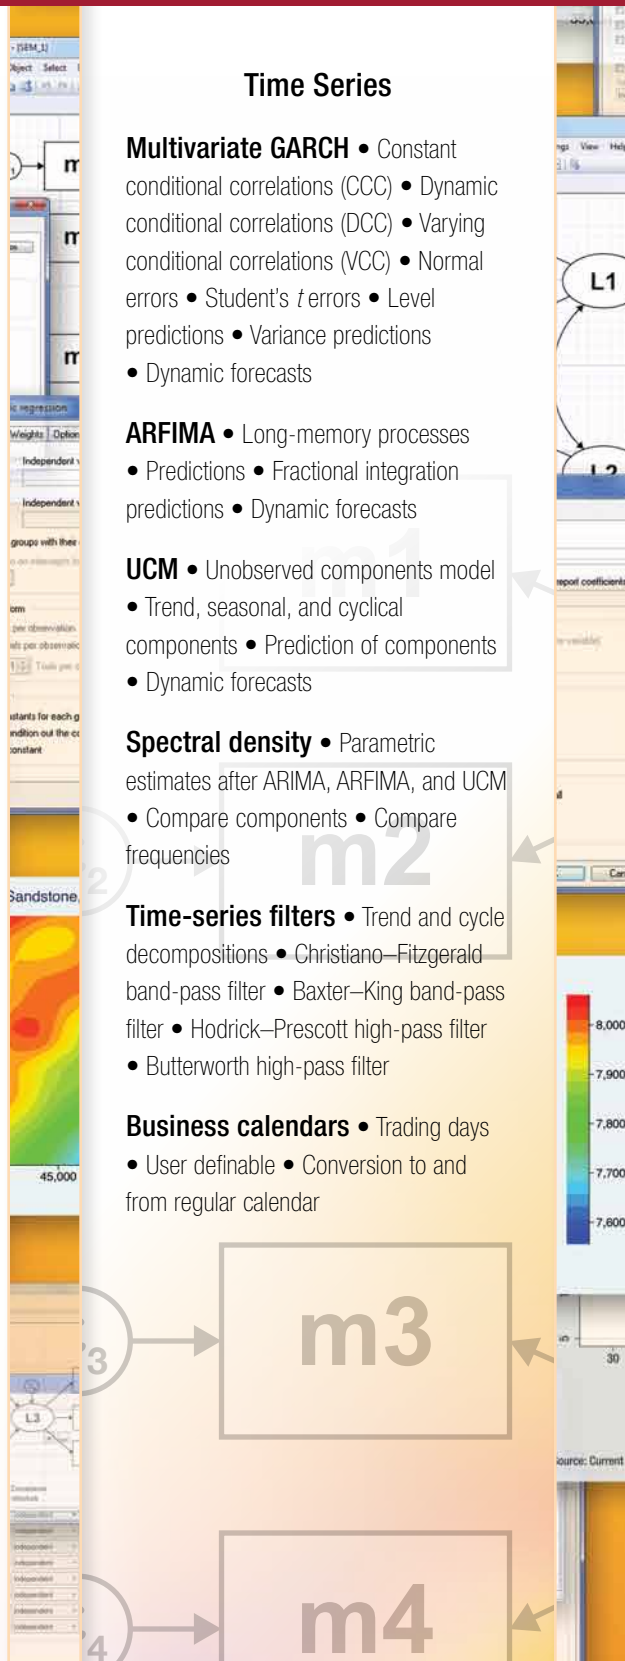 Time Series
Multivariate GARCH • Constant
conditional correlations (CCC) • Dynamic
conditional correlations (DCC) • Varying
conditional correlations (VCC) • Normal
errors • Student's t errors • Level
predictions • Variance predictions
• Dynamic forecasts
ARFIMA • Long-memory processes
• Predictions • Fractional integration
predictions • Dynamic forecasts
UCM • Unobserved components model
• Trend, seasonal, and cyclical
components • Prediction of components
• Dynamic forecasts
Spectral density • Parametric
estimates after ARIMA, ARFIMA, and UCM
• Compare components • Compare
frequencies
Time-series filters • Trend and cycle
decompositions • Christiano–Fitzgerald
band-pass filter • Baxter–King band-pass
filter • Hodrick–Prescott high-pass filter
• Butterworth high-pass filter
Business calendars • Trading days
• User definable • Conversion to and
from regular calendar
m1
m2
m3
m4
Sandstone,
45,000
L3
L1
L2
8,000
7,900
7,800
7,700
7,600
30